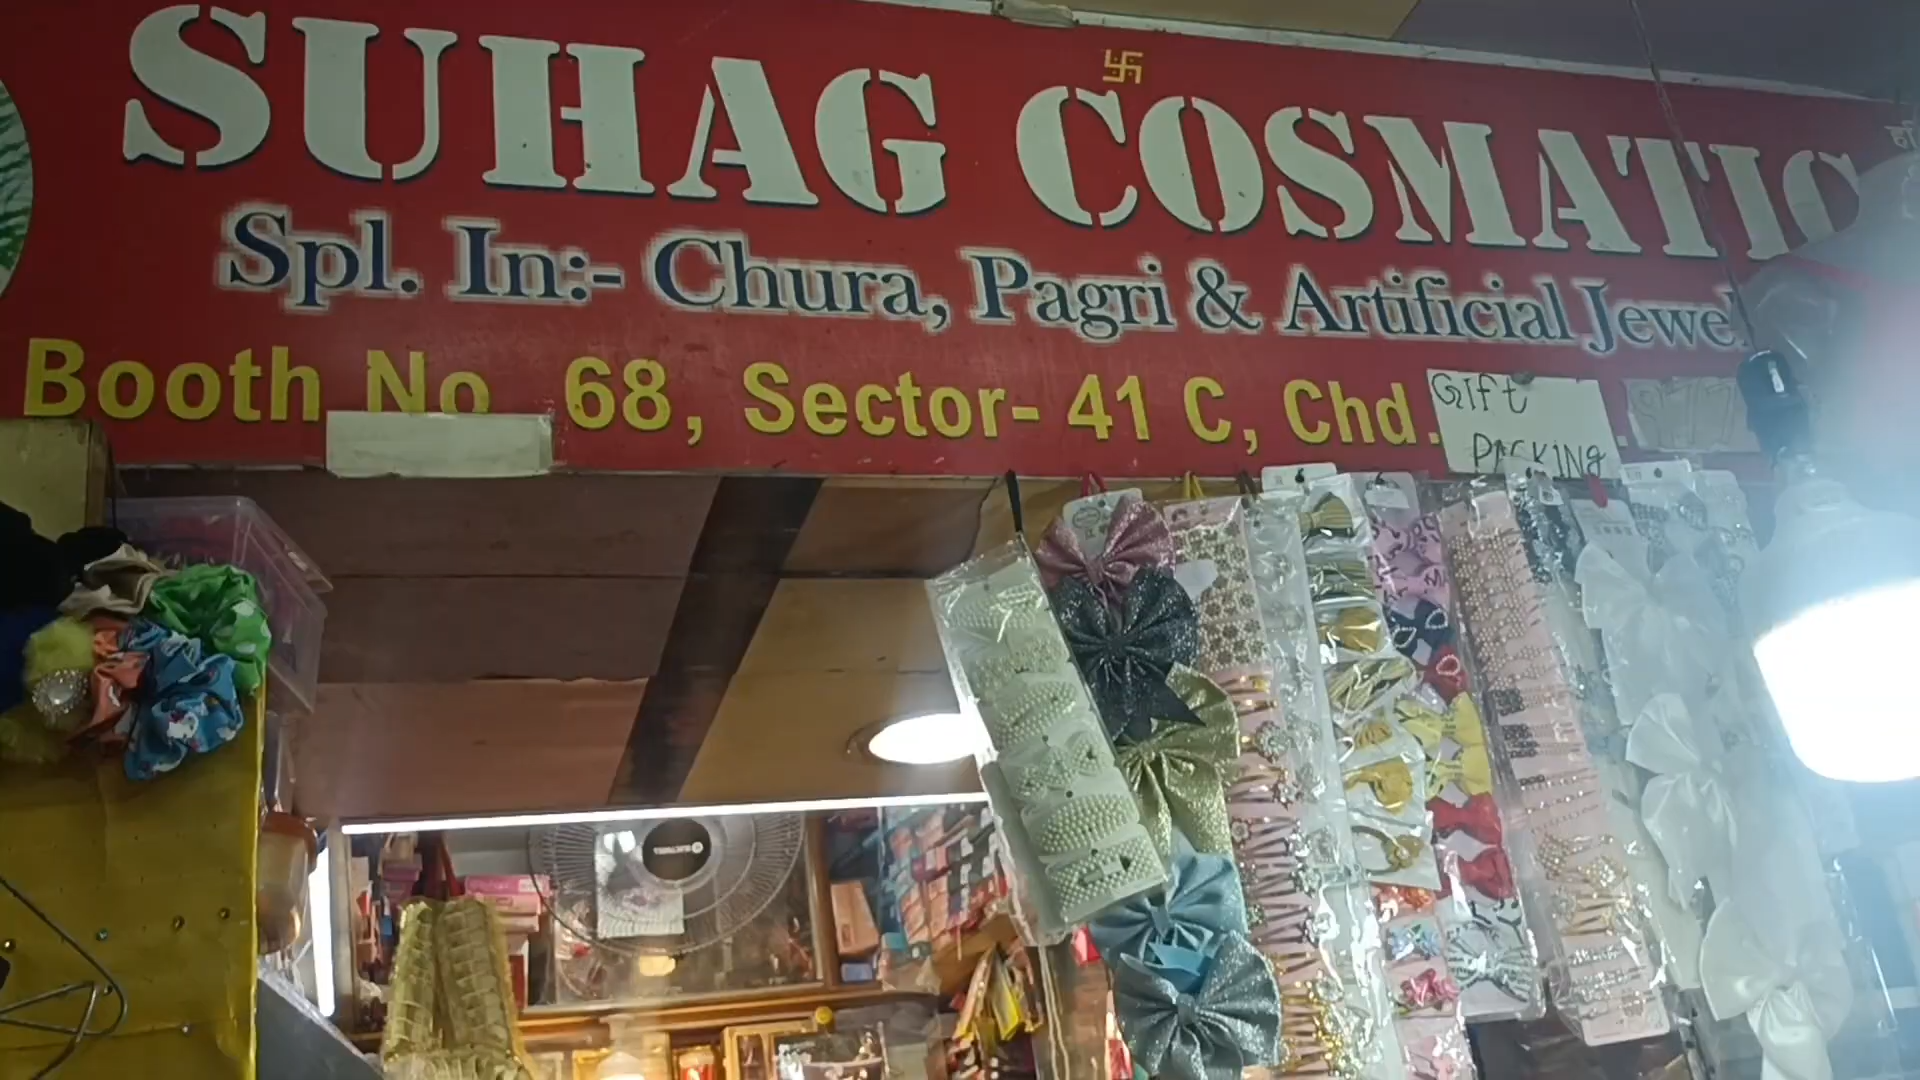 SUHAG COSMATIC
Spl. In:- Chura, Pagri & Artificial Jewel
Booth No 68, Sector- 41 C, Chd.
GIFt
PACKING